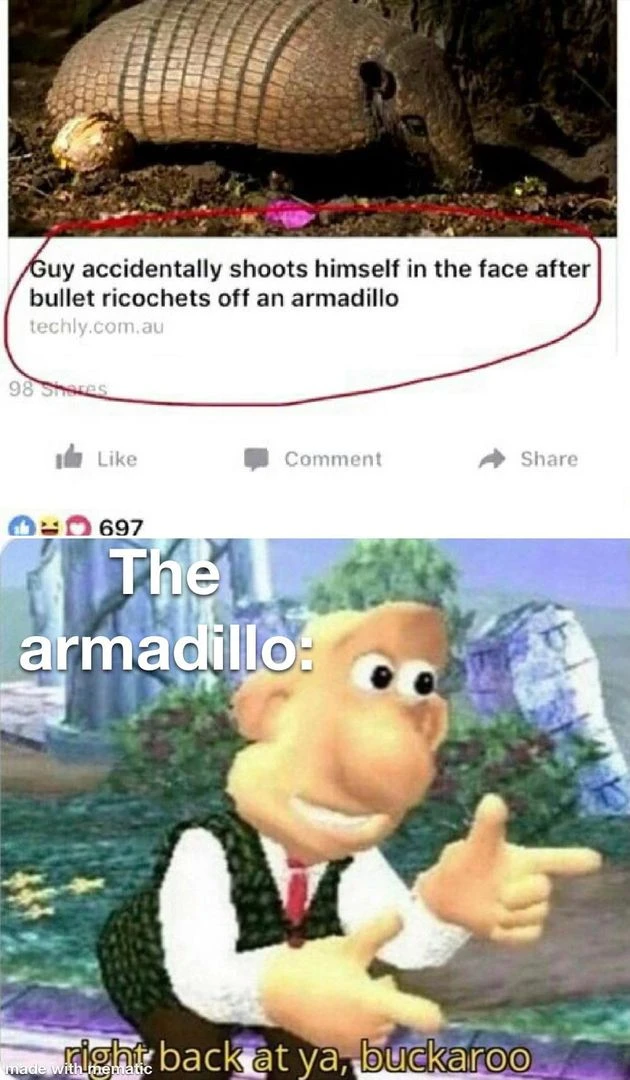 Guy accidentally shoots himself in the face after
bullet ricochets off an armadillo
techly.com.au
98 Shares
Like Comment Share
697
The
armadillo:
right back at ya, buckaroo
made with mematic